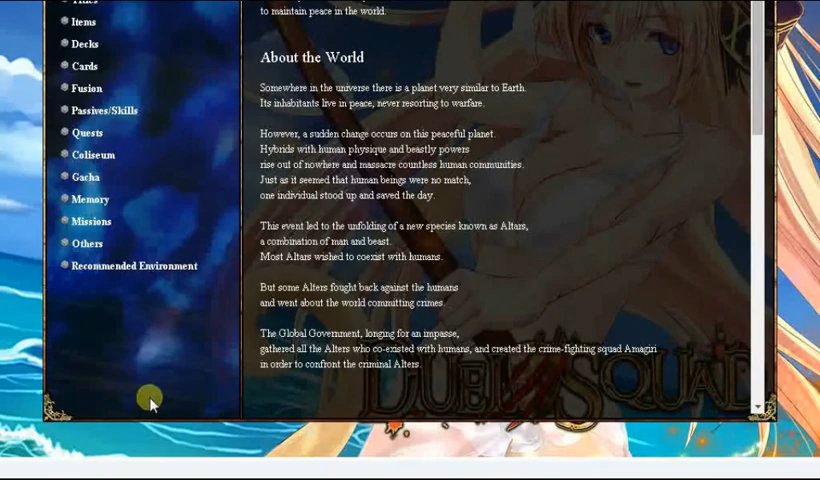 Titles
Items
Decks
Cards
Fusion
Passives/Skills
Quests
Coliseum
Gacha
Memory
Missions
Others
Recommended Environment
to maintain peace in the world.
About the World
Somewhere in the universe there is a planet very similar to Earth.
Its inhabitants live in peace, never resorting to warfare.
However, a sudden change occurs on this peaceful planet.
Hybrids with human physique and beastly powers
rise out of nowhere and massacre countless human communities.
Just as it seemed that human beings were no match,
one individual stood up and saved the day.
This event led to the unfolding of a new species known as Altars,
a combination of man and beast.
Most Altars wished to coexist with humans.
But some Alters fought back against the humans
and went about the world committing crimes.
The Global Government, longing for an impasse,
gathered all the Alters who co-existed with humans, and created the crime-fighting squad Amagiri
in order to confront the criminal Alters.
DUEL SQUAD